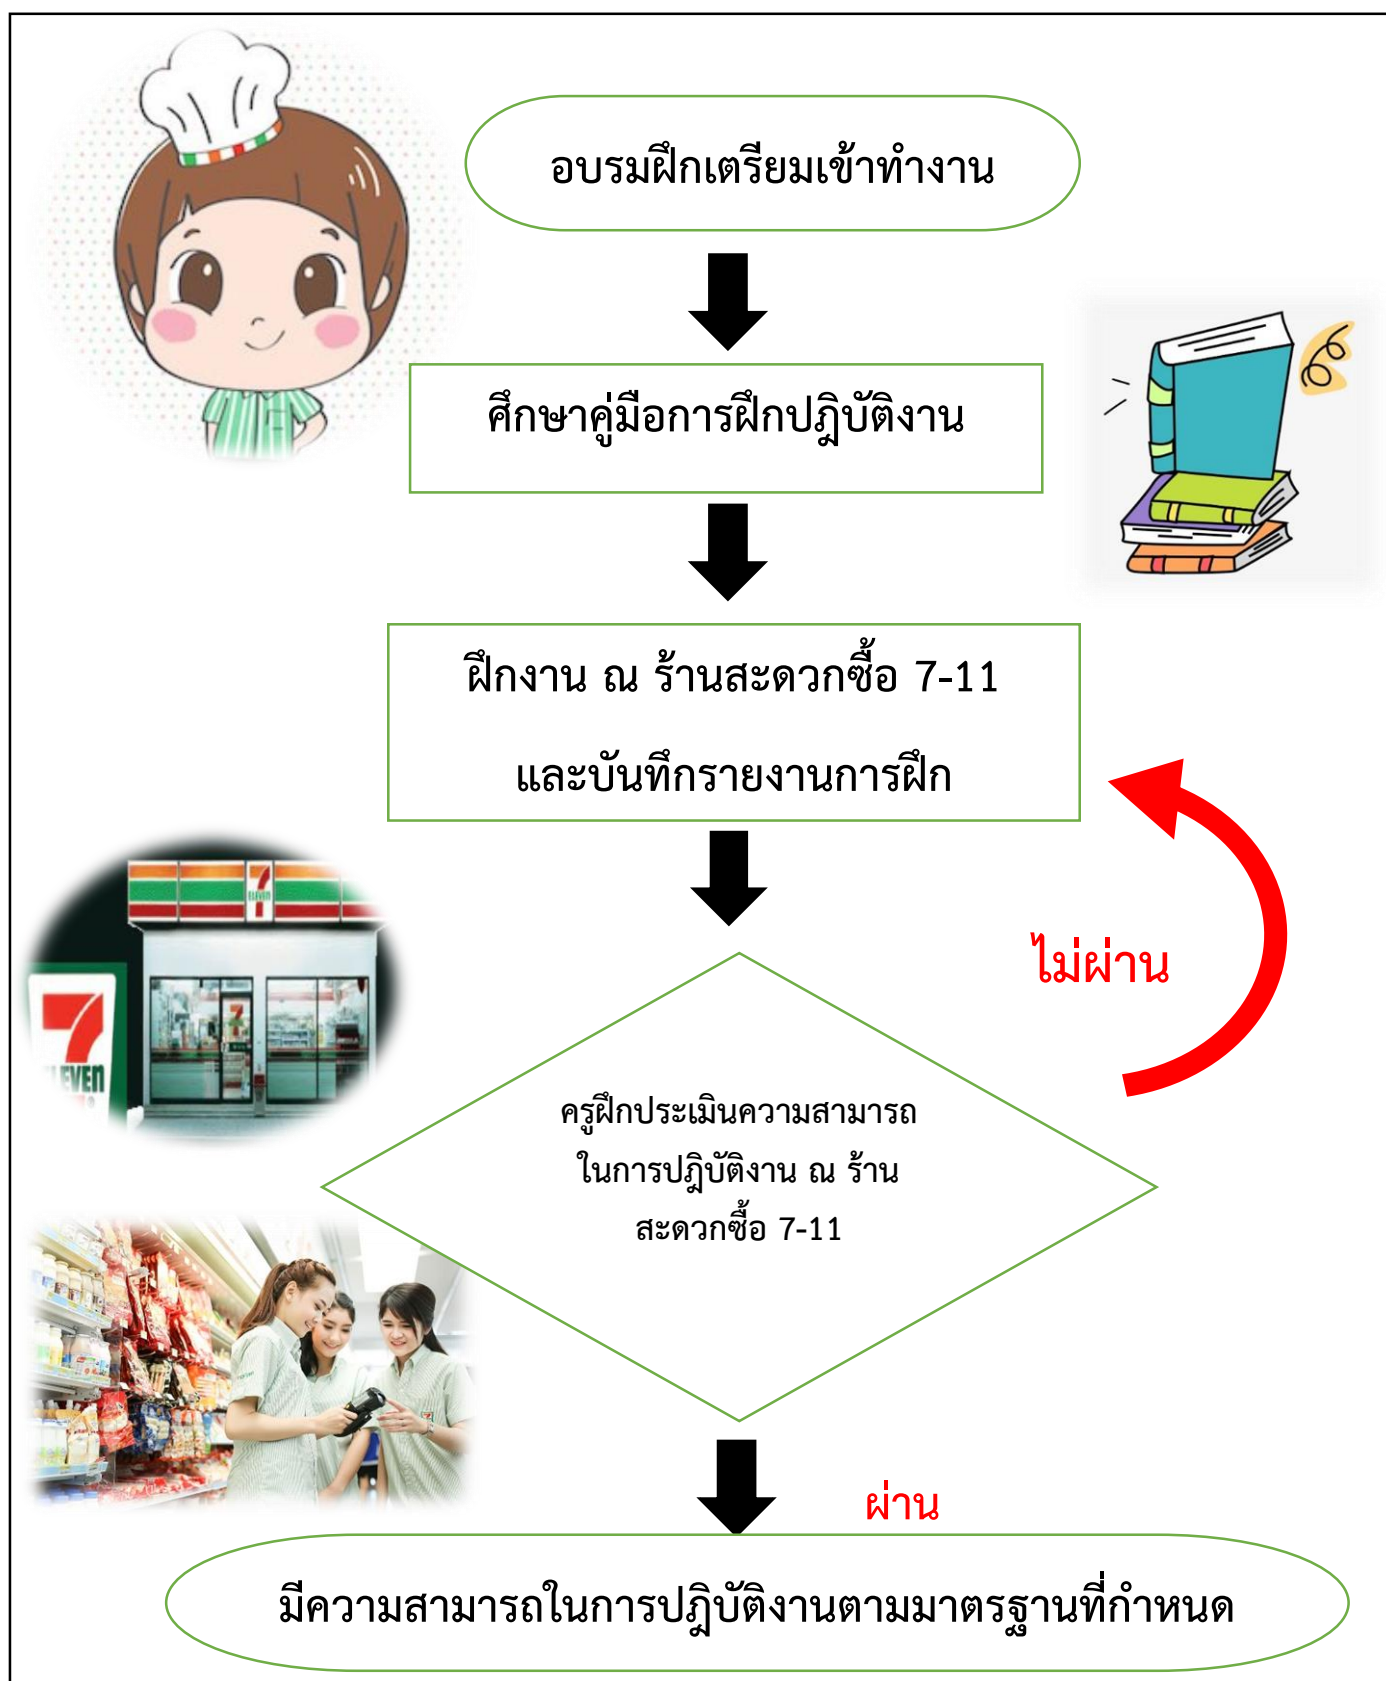 อบรมฝึกเตรียมเข้าทำงาน
ศึกษาคู่มือการฝึกปฎิบัติงาน
ฝึกงาน ณ ร้านสะดวกซื้อ 7-11
และบันทึกรายงานการฝึก
7
ELEVEN
7
7
ELEVEN
ไม่ผ่าน
ครูฝึกประเมินความสามารถ
ในการปฎิบัติงาน ณ ร้าน
สะดวกซื้อ 7-11
ผ่าน
มีความสามารถในการปฎิบัติงานตามมาตรฐานที่กำหนด